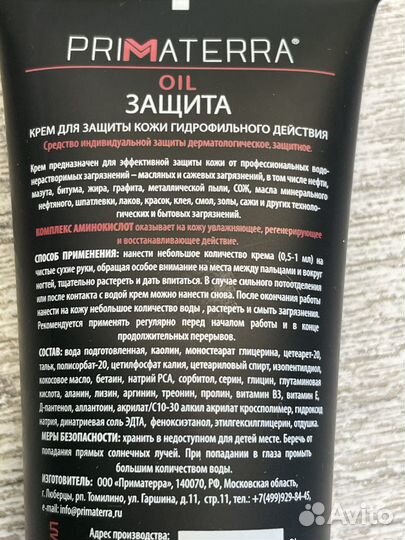 PRIMATERRA®
OIL
ЗАЩИТА
КРЕМ ДЛЯ ЗАЩИТЫ КОЖИ ГИДРОФИЛЬНОГО ДЕЙСТВИЯ
Средство индивидуальной защиты дерматологическое, защитное.
Крем предназначен для эффективной защиты кожи от профессиональных водо-
нерастворимых загрязнений – масляных и сажевых загрязнений, в том числе нефти,
мазута, битума, жира, графита, металлической пыли, СОЖ, масла минерального
нефтяного, шпатлевки, лаков, красок, клея, смол, золы, сажи и других техноло-
гических и бытовых загрязнений.
КОМПЛЕКС АМИНОКИСЛОТ оказывает на кожу увлажняющее, регенерирующее
и восстанавливающее действие.
СПОСОБ ПРИМЕНЕНИЯ: нанести небольшое количество крема (0,5-1 мл) на
чистые сухие руки, обращая особое внимание на места между пальцами и вокруг
ногтей, тщательно растереть и дать впитаться. В случае сильного потоотделения
или после контакта с водой крем можно нанести снова. После окончания работы
нанести на кожу небольшое количество воды , растереть и смыть загрязнения.
Рекомендуется применять регулярно перед началом работы и в конце
продолжительных перерывов.
СОСТАВ: вода подготовленная, каолин, моностеарат глицерина, цетеарет-20,
тальк, полисорбат-20, цетилфосфат калия, цетеариловый спирт, изопентилдиол,
кокосовое масло, бетаин, натрий PCA, сорбитол, серин, глицин, глутаминовая
кислота, аланин, лизин, аргинин, треонин, пролин, витамин В3, витамин Е,
Д-пантенол, аллантоин, акрилат/С10-30 алкил акрилат кроссполимер, гидроксид
натрия, динатриевая соль ЭДТА, феноксиэтанол, этилгексилглицерин, отдушка.
МЕРЫ БЕЗОПАСНОСТИ: хранить в недоступном для детей месте. Беречь от
попадания прямых солнечных лучей. При попадании в глаза промыть
большим количеством воды.
ИЗГОТОВИТЕЛЬ: ООО «Приматерра», 140070, РФ, Московская область,
г. Люберцы, рп. Томилино, ул. Гаршина, д.11, стр.11, тел.: +7(499)929-84-45,
e-mail: info@primaterra.ru
Адрес производства:
Avito